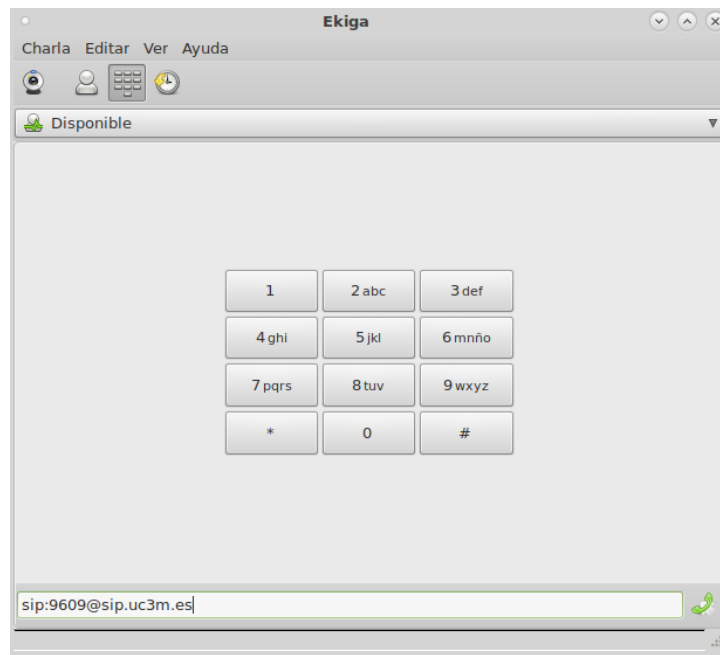 Ekiga
Charla Editar Ver Ayuda
Disponible
1 2 abc 3 def
4 ghi 5 jkl 6 mnño
7 pqrs 8 tuv 9 wxyz
* 0 #
sip:9609@sip.uc3m.es